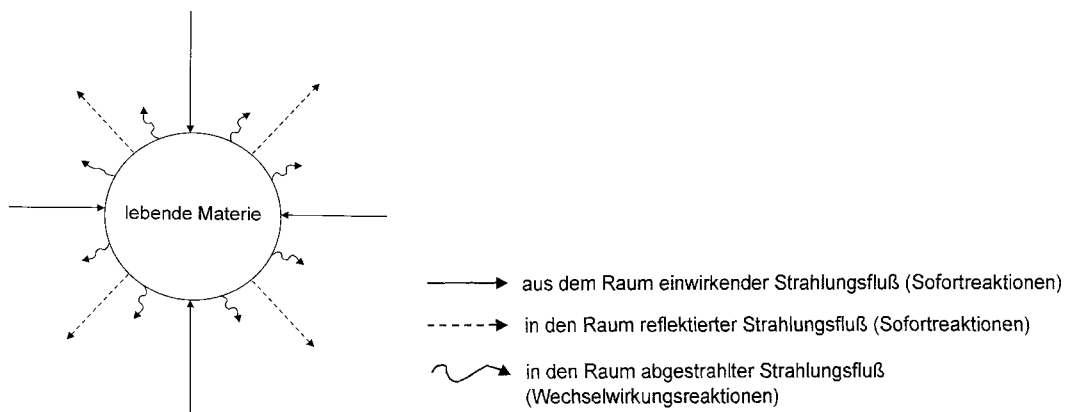 lebende Materie
aus dem Raum einwirkender Strahlungsfluß (Sofortreaktionen)
in den Raum reflektierter Strahlungsfluß (Sofortreaktionen)
in den Raum abgestrahlter Strahlungsfluß
(Wechselwirkungsreaktionen)